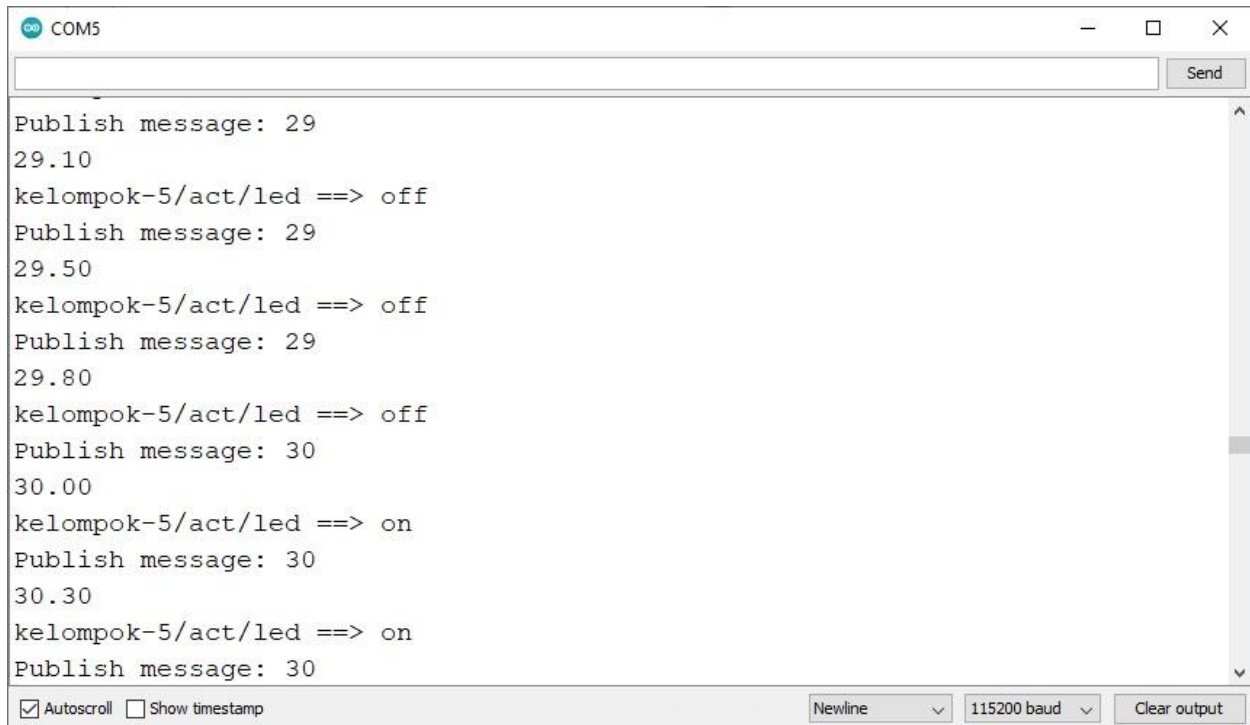 COM5
Send
Publish message: 29
29.10
kelompok-5/act/led ==> off
Publish message: 29
29.50
kelompok-5/act/led ==> off
Publish message: 29
29.80
kelompok-5/act/led ==> off
Publish message: 30
30.00
kelompok-5/act/led ==> on
Publish message: 30
30.30
kelompok-5/act/led ==> on
Publish message: 30
Autoscroll Show timestamp Newline 115200 baud Clear output